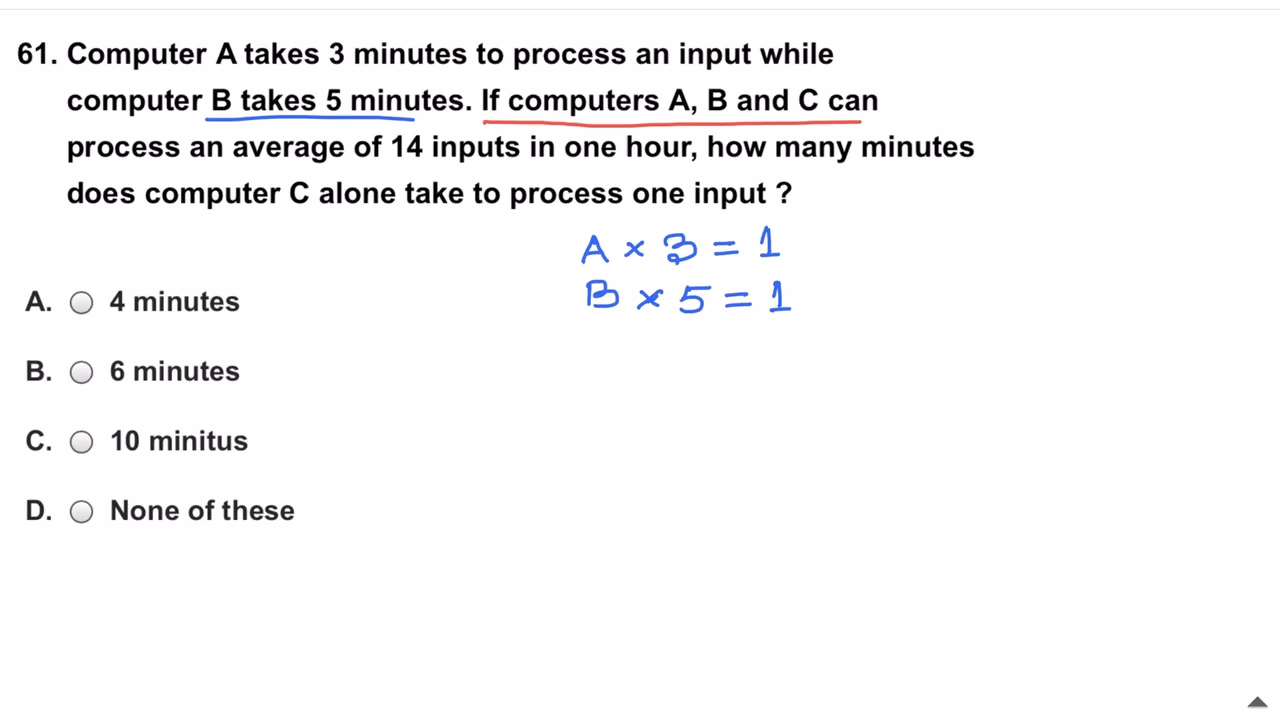 61. Computer A takes 3 minutes to process an input while
computer B takes 5 minutes. If computers A, B and C can
process an average of 14 inputs in one hour, how many minutes
does computer C alone take to process one input ?
A × 3 = 1
B × 5 = 1
A. 4 minutes
B. 6 minutes
C. 10 minitus
D. None of these